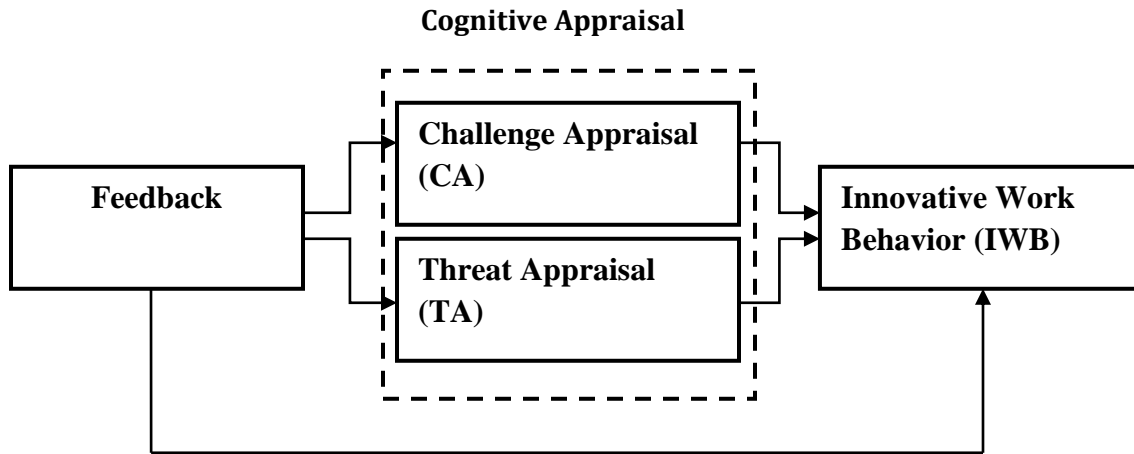 Cognitive Appraisal
Challenge Appraisal
(CA)
Feedback
Innovative Work
Behavior (IWB)
Threat Appraisal
(TA)